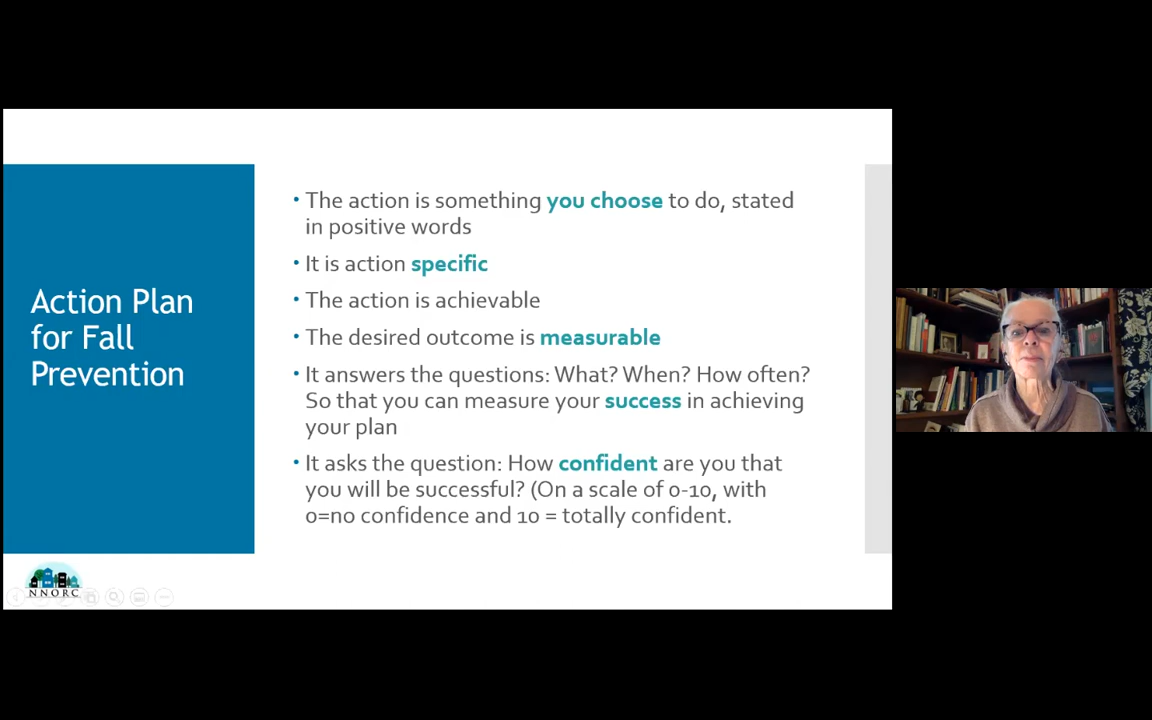 Action Plan
for Fall
Prevention
• The action is something you choose to do, stated
in positive words
• It is action specific
• The action is achievable
• The desired outcome is measurable
• It answers the questions: What? When? How often?
So that you can measure your success in achieving
your plan
• It asks the question: How confident are you that
you will be successful? (On a scale of 0-10, with
0=no confidence and 10 = totally confident.
NNORC